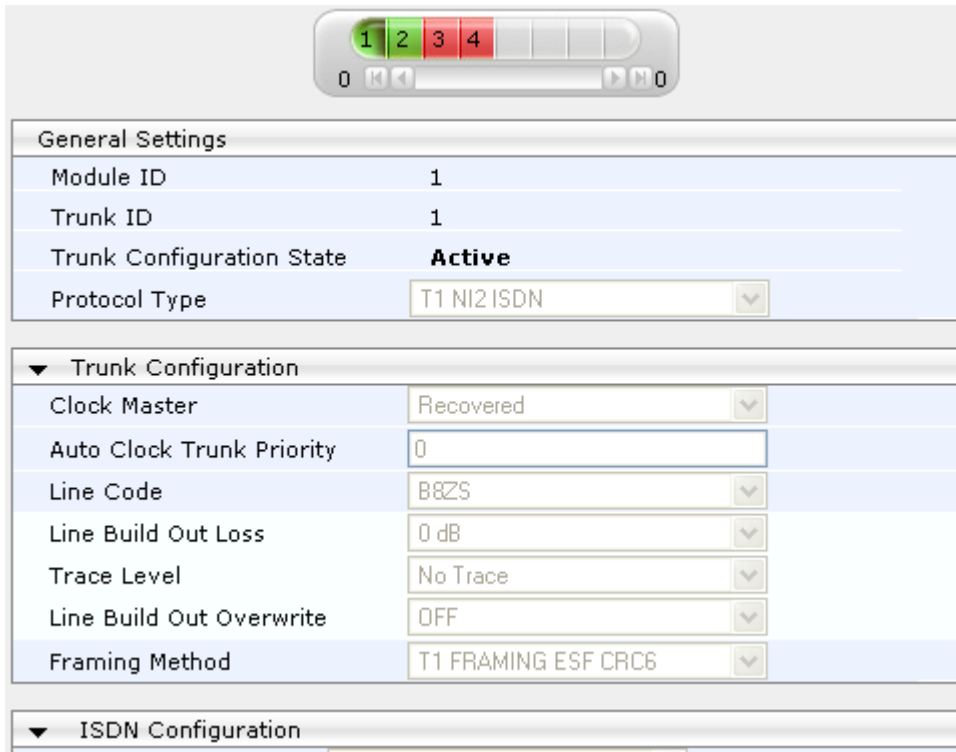 1 2 3 4
0 0
General Settings
Module ID 1
Trunk ID 1
Trunk Configuration State Active
Protocol Type T1 NI2 ISDN
Trunk Configuration
Clock Master Recovered
Auto Clock Trunk Priority 0
Line Code B8ZS
Line Build Out Loss 0 dB
Trace Level No Trace
Line Build Out Overwrite OFF
Framing Method T1 FRAMING ESF CRC6
ISDN Configuration